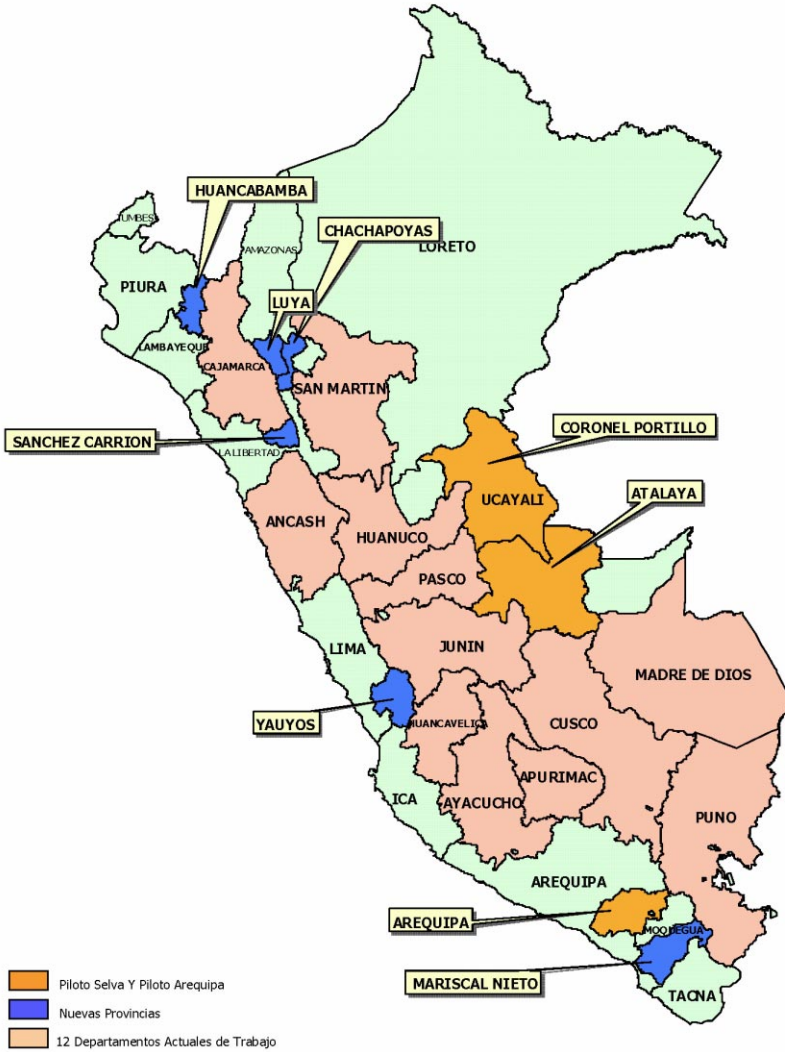 HUANCABAMBA
TUMBES
CHACHAPOYAS
AMAZONAS
LORETO
PIURA
LUYA
LAMBAYEQUE
CAJAMARCA
SAN MARTIN
CORONEL PORTILLO
SANCHEZ CARRION
LA LIBERTAD
ATALAYA
UCAYALI
ANCASH
HUANUCO
PASCO
LIMA
JUNIN
MADRE DE DIOS
YAUYOS
HUANCAVELICA
CUSCO
ICA
AYACUCHO
APURIMAC
PUNO
AREQUIPA
AREQUIPA
MOQUEGUA
MARISCAL NIETO
TACNA
Piloto Selva Y Piloto Arequipa
Nuevas Provincias
12 Departamentos Actuales de Trabajo